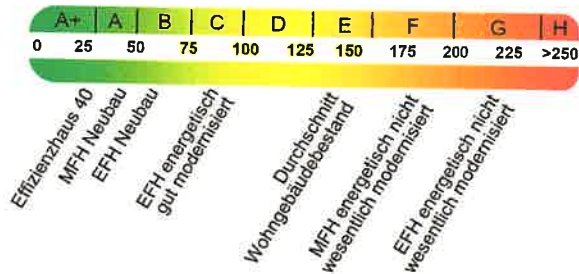 A+ A B C D E F G H
0 25 50 75 100 125 150 175 200 225 >250
Effizienzhaus 40
MFH Neubau
EFH Neubau
EFH energetisch
gut modernisiert
Durchschnitt
Wohngebäudebestand
MFH energetisch nicht
wesentlich modernisiert
EFH energetisch nicht
wesentlich modernisiert